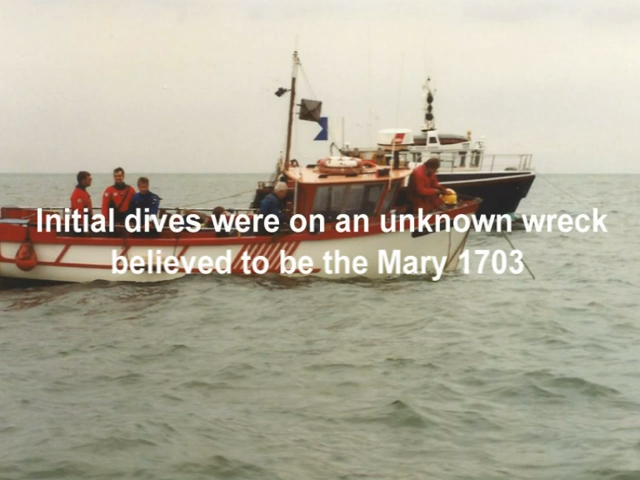 Initial dives were on an unknown wreck
believed to be the Mary 1703